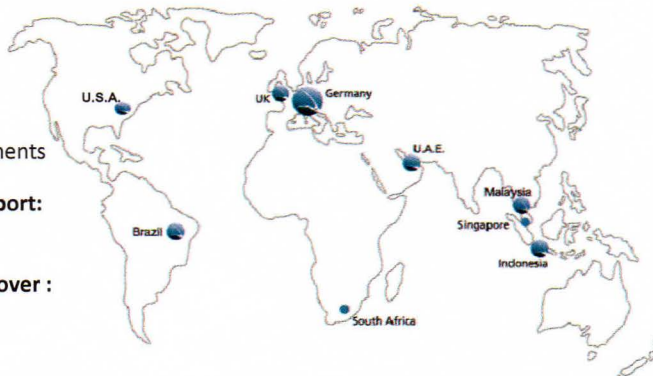 U.S.A.
UK
Germany
ments
U.A.E.
port:
Malaysia
Brazil
Singapore
over :
Indonesia
South Africa